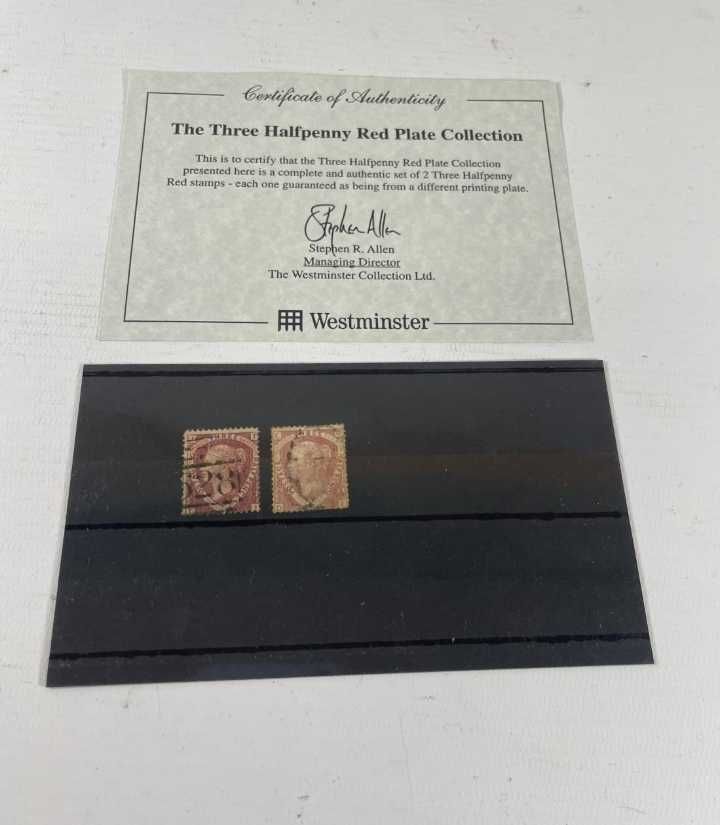 Certificate of Authenticity
The Three Halfpenny Red Plate Collection
This is to certify that the Three Halfpenny Red Plate Collection
presented here is a complete and authentic set of 2 Three Halfpenny
Red stamps - each one guaranteed as being from a different printing plate.
Stephen Allen
Stephen R. Allen
Managing Director
The Westminster Collection Ltd.
Westminster
THREE
628